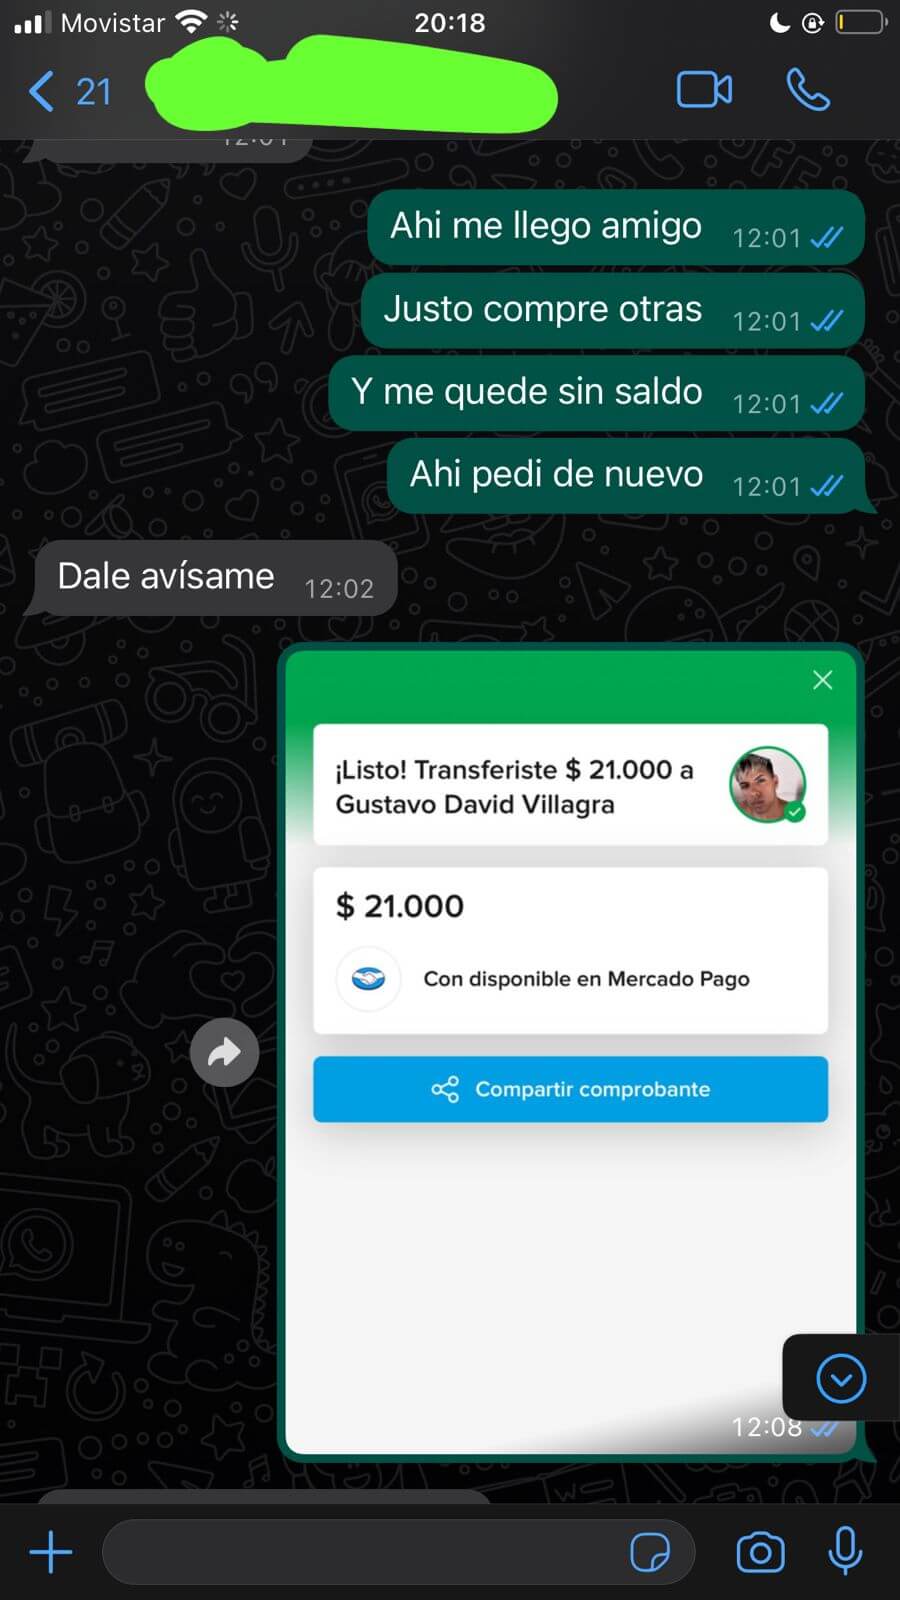 Movistar
20:18
21
12:01
Ahi me llego amigo 12:01
Justo compre otras 12:01
Y me quede sin saldo 12:01
Ahi pedi de nuevo 12:01
Dale avísame 12:02
¡Listo! Transferiste $ 21.000 a
Gustavo David Villagra
$ 21.000
Con disponible en Mercado Pago
Compartir comprobante
12:08